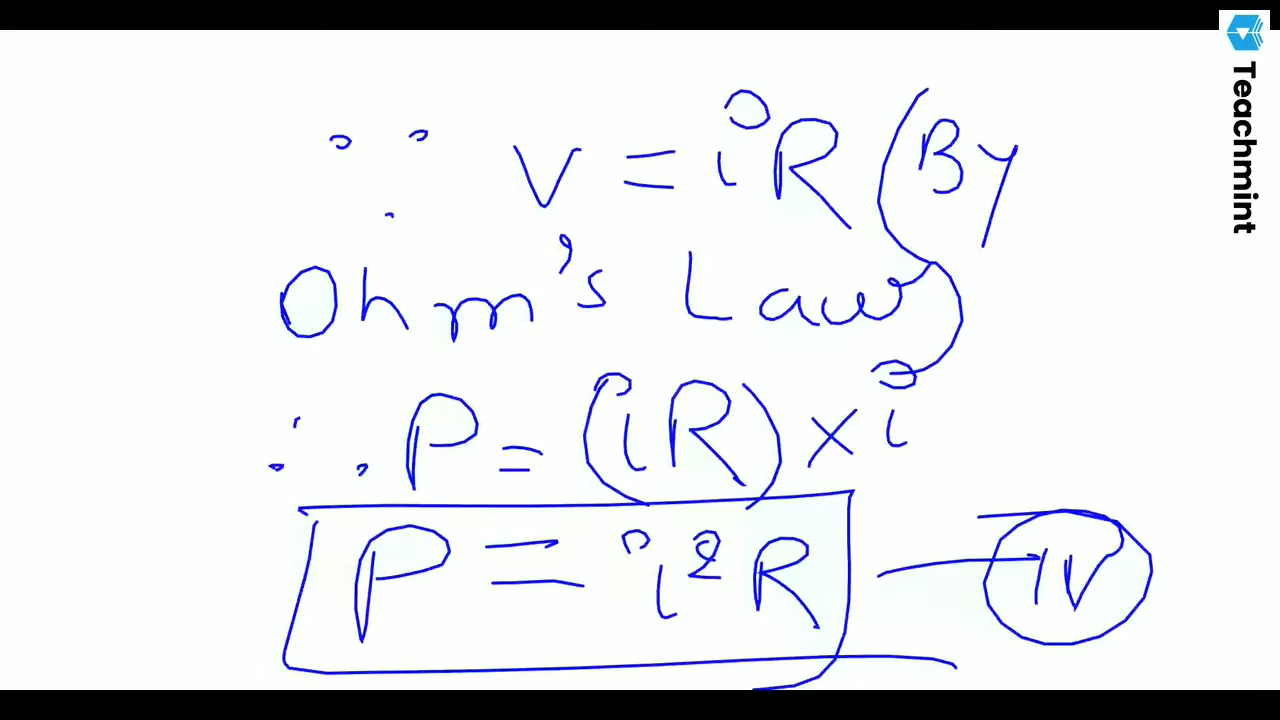 ∵ V = iR (By
Ohm's Law)
∴ P = (iR) × i
P = i²R — IV
Teachmint